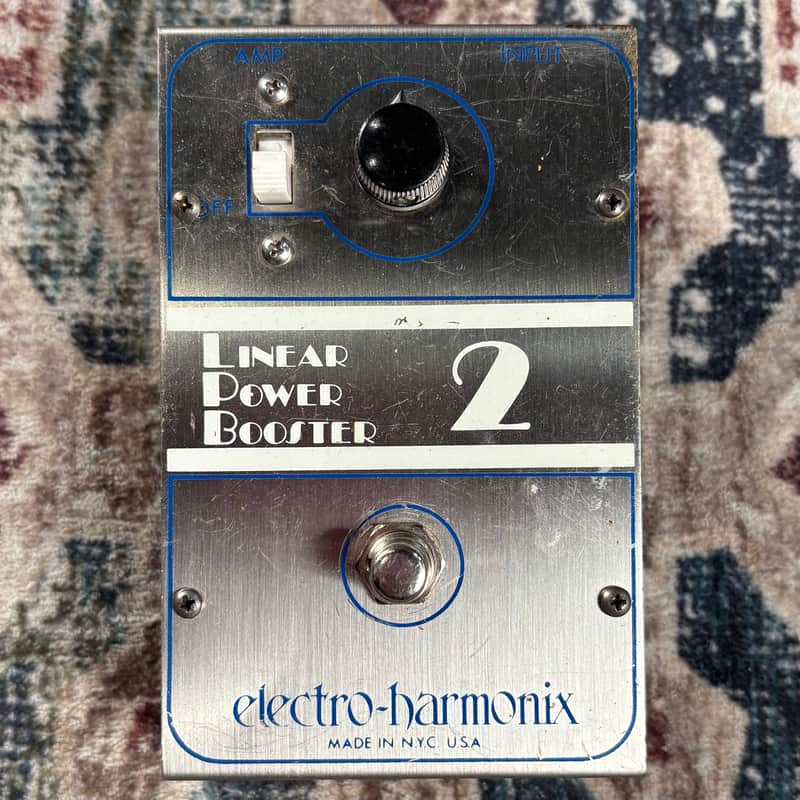 AMP INPUT
OFF
LINEAR
POWER
BOOSTER
2
electro-harmonix
MADE IN N.Y.C. U.S.A